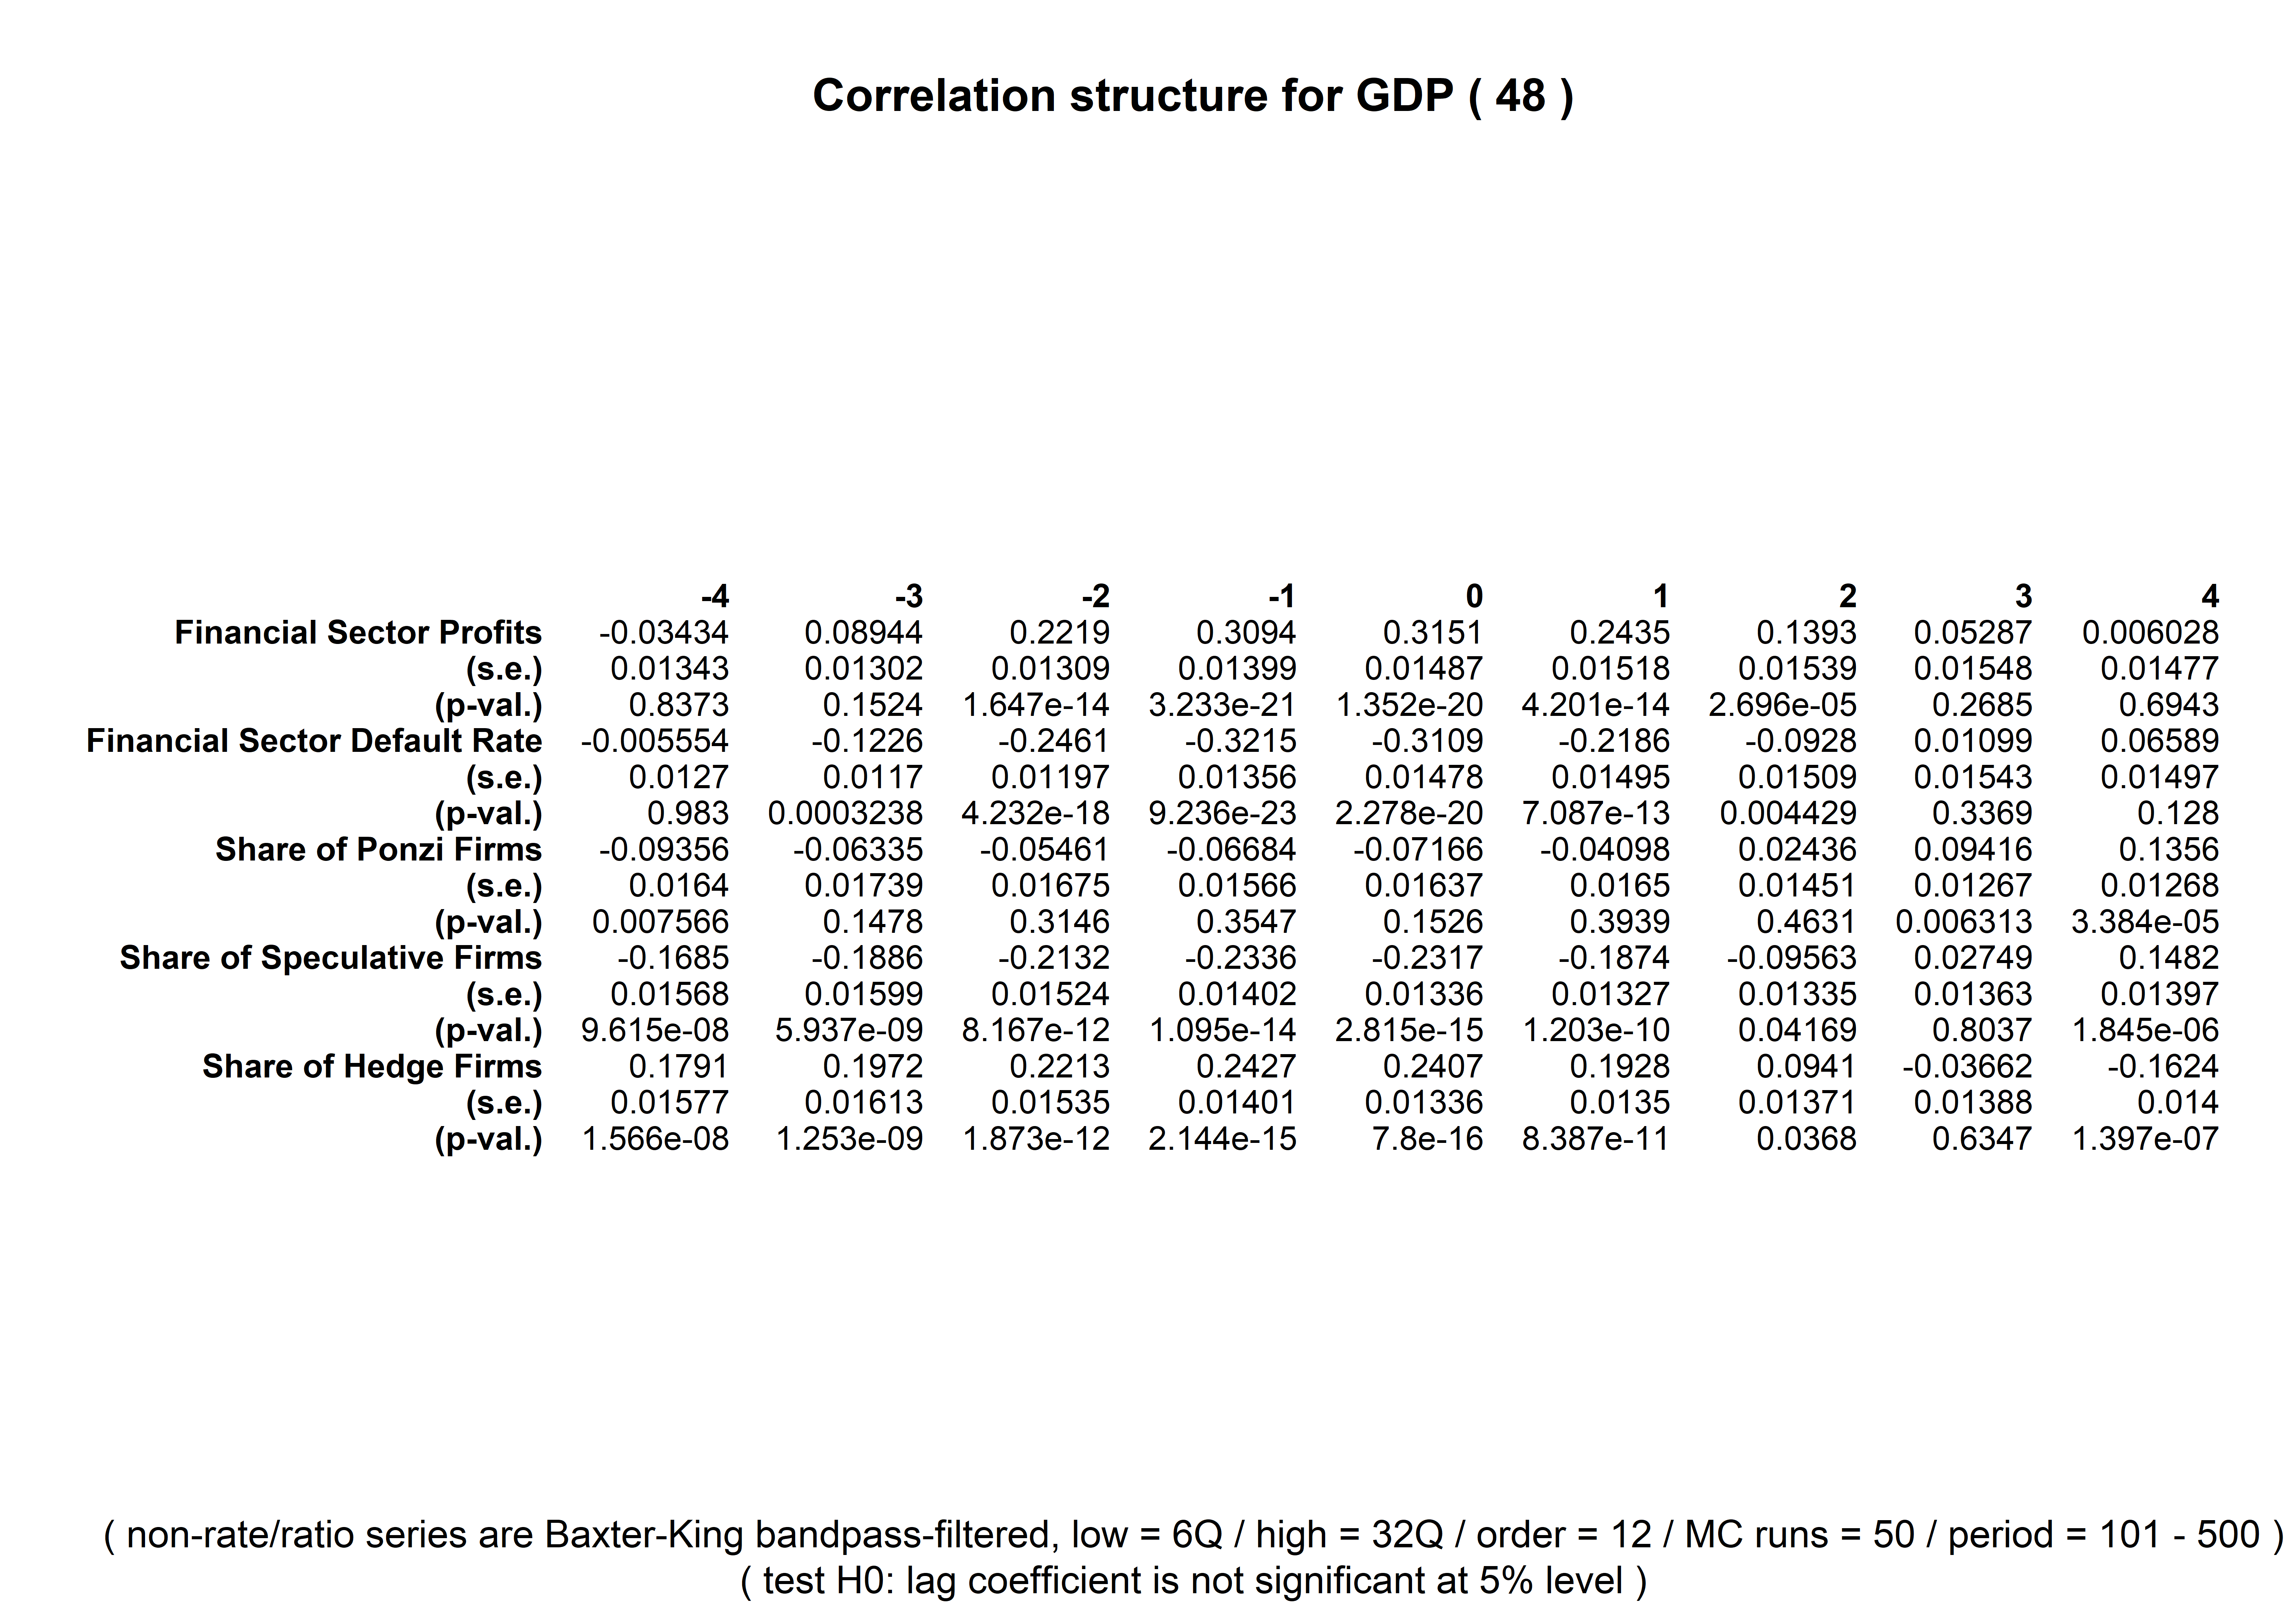 Correlation structure for GDP ( 48 )
-4 -3 -2 -1 0 1 2 3 4
Financial Sector Profits -0.03434 0.08944 0.2219 0.3094 0.3151 0.2435 0.1393 0.05287 0.006028
(s.e.) 0.01343 0.01302 0.01309 0.01399 0.01487 0.01518 0.01539 0.01548 0.01477
(p-val.) 0.8373 0.1524 1.647e-14 3.233e-21 1.352e-20 4.201e-14 2.696e-05 0.2685 0.6943
Financial Sector Default Rate -0.005554 -0.1226 -0.2461 -0.3215 -0.3109 -0.2186 -0.0928 0.01099 0.06589
(s.e.) 0.0127 0.0117 0.01197 0.01356 0.01478 0.01495 0.01509 0.01543 0.01497
(p-val.) 0.983 0.0003238 4.232e-18 9.236e-23 2.278e-20 7.087e-13 0.004429 0.3369 0.128
Share of Ponzi Firms -0.09356 -0.06335 -0.05461 -0.06684 -0.07166 -0.04098 0.02436 0.09416 0.1356
(s.e.) 0.0164 0.01739 0.01675 0.01566 0.01637 0.0165 0.01451 0.01267 0.01268
(p-val.) 0.007566 0.1478 0.3146 0.3547 0.1526 0.3939 0.4631 0.006313 3.384e-05
Share of Speculative Firms -0.1685 -0.1886 -0.2132 -0.2336 -0.2317 -0.1874 -0.09563 0.02749 0.1482
(s.e.) 0.01568 0.01599 0.01524 0.01402 0.01336 0.01327 0.01335 0.01363 0.01397
(p-val.) 9.615e-08 5.937e-09 8.167e-12 1.095e-14 2.815e-15 1.203e-10 0.04169 0.8037 1.845e-06
Share of Hedge Firms 0.1791 0.1972 0.2213 0.2427 0.2407 0.1928 0.0941 -0.03662 -0.1624
(s.e.) 0.01577 0.01613 0.01535 0.01401 0.01336 0.0135 0.01371 0.01388 0.014
(p-val.) 1.566e-08 1.253e-09 1.873e-12 2.144e-15 7.8e-16 8.387e-11 0.0368 0.6347 1.397e-07
( non-rate/ratio series are Baxter-King bandpass-filtered, low = 6Q / high = 32Q / order = 12 / MC runs = 50 / period = 101 - 500 )
( test H0: lag coefficient is not significant at 5% level )